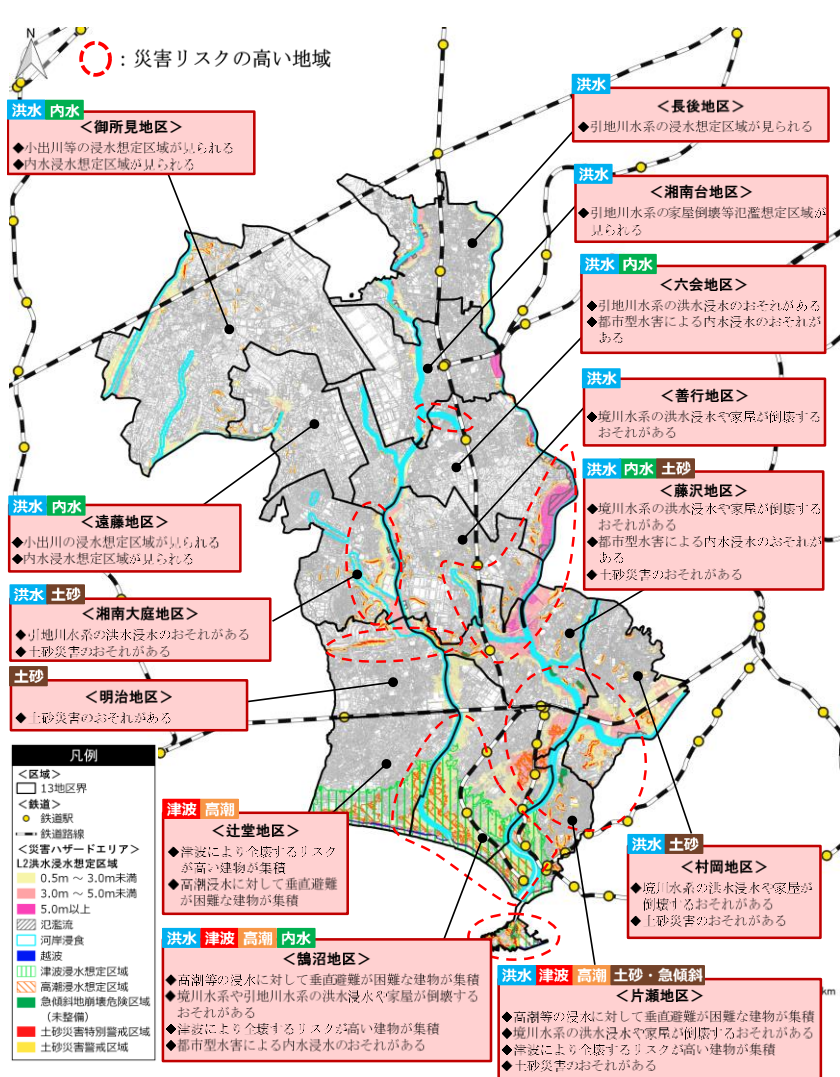 N
：災害リスクの高い地域
洪水 内水
＜御所見地区＞
◆小出川等の浸水想定区域が見られる
◆内水浸水想定区域が見られる
洪水
＜長後地区＞
◆引地川水系の浸水想定区域が見られる
洪水
＜湘南台地区＞
◆引地川水系の家屋倒壊等氾濫想定区域が
見られる
洪水 内水
＜六会地区＞
◆引地川水系の洪水浸水のおそれがある
◆都市型水害による内水浸水のおそれが
ある
洪水
＜善行地区＞
◆境川水系の洪水浸水や家屋が倒壊する
おそれがある
洪水 内水 土砂
＜藤沢地区＞
◆境川水系の洪水浸水や家屋が倒壊する
おそれがある
◆都市型水害による内水浸水のおそれが
ある
◆土砂災害のおそれがある
洪水 内水
＜遠藤地区＞
◆小出川の浸水想定区域が見られる
◆内水浸水想定区域が見られる
洪水 土砂
＜湘南大庭地区＞
◆引地川水系の洪水浸水のおそれがある
◆土砂災害のおそれがある
土砂
＜明治地区＞
◆土砂災害のおそれがある
凡例
＜区域＞
13地区界
＜鉄道＞
鉄道駅
鉄道路線
＜災害ハザードエリア＞
L2洪水浸水想定区域
0.5m ～ 3.0m未満
3.0m ～ 5.0m未満
5.0m以上
氾濫流
河岸浸食
越波
津波浸水想定区域
高潮浸水想定区域
急傾斜地崩壊危険区域
（未整備）
土砂災害特別警戒区域
土砂災害警戒区域
津波 高潮
＜辻堂地区＞
◆津波により全壊するリスク
が高い建物が集積
◆高潮浸水に対して垂直避難
が困難な建物が集積
洪水 土砂
＜村岡地区＞
◆境川水系の洪水浸水や家屋が
倒壊するおそれがある
◆土砂災害のおそれがある
洪水 津波 高潮 内水
＜鵠沼地区＞
◆高潮等の浸水に対して垂直避難が困難な建物が集積
◆境川水系や引地川水系の洪水浸水や家屋が倒壊する
おそれがある
◆津波により全壊するリスクが高い建物が集積
◆都市型水害による内水浸水のおそれがある
洪水 津波 高潮 土砂・急傾斜
＜片瀬地区＞
◆高潮等の浸水に対して垂直避難が困難な建物が集積
◆境川水系の洪水浸水や家屋が倒壊するおそれがある
◆津波により全壊するリスクが高い建物が集積
◆土砂災害のおそれがある
km